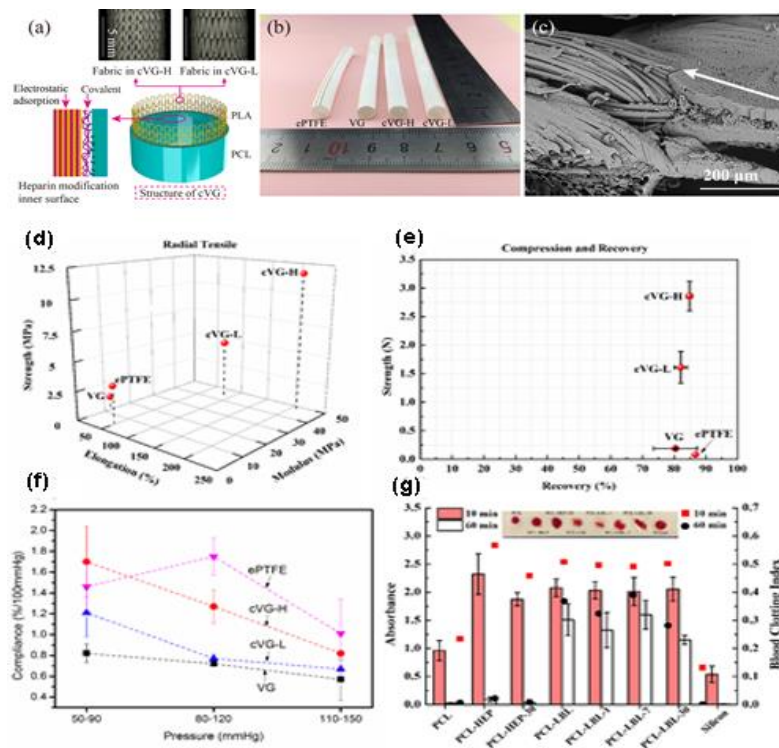 (a)
5 mm
Fabric in cVG-H
Fabric in cVG-L
Electrostatic
adsorption
Covalent
PLA
PCL
Heparin modification
inner surface
Structure of cVG
(b)
ePTFE
VG
cVG-H
cVG-L
2 1 10 9 8 7 6 5
(c)
200 μm
(d)
Radial Tensile
Strength (MPa)
12.5
10
7.5
5
2.5
0
cVG-H
cVG-L
ePTFE
VG
50
100
150
200
250
Elongation (%)
0
10
20
30
40
50
Modulus (MPa)
(e)
Compression and Recovery
Strength (N)
3.5
3.0
2.5
2.0
1.5
1.0
0.5
0.0
cVG-H
cVG-L
VG
ePTFE
0 10 20 30 40 50 60 70 80 90 100
Recovery (%)
(f)
Compliance (%/100mmHg)
2.2
2.0
1.8
1.6
1.4
1.2
1.0
0.8
0.6
0.4
ePTFE
cVG-H
cVG-L
VG
50-90
80-120
110-150
Pressure (mmHg)
(g)
10 min
60 min
10 min
60 min
Absorbance
3.5
3.0
2.5
2.0
1.5
1.0
0.5
0.0
Blood Clotting Index
0.7
0.6
0.5
0.4
0.3
0.2
0.1
0.0
PCL
PCL-HEP
PCL-HEP-30
PCL-LBL
PCL-LBL-1
PCL-LBL-7
PCL-LBL-30
Silicon